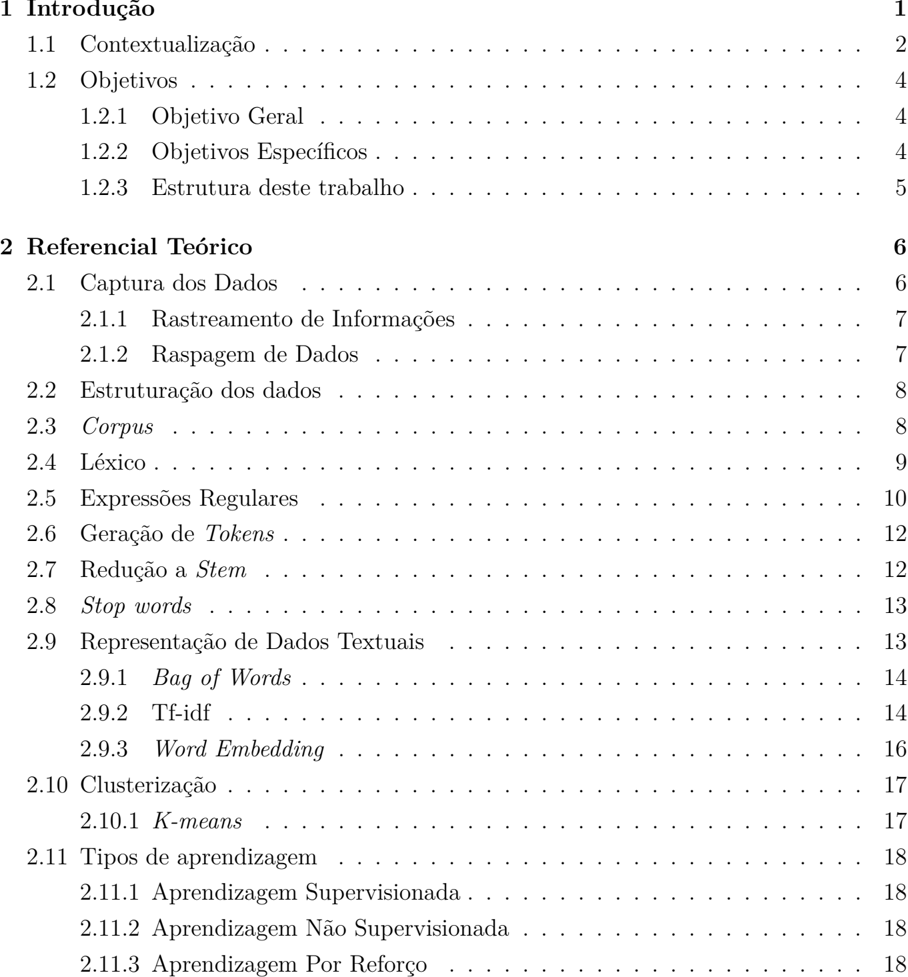 1 Introdução 1
1.1 Contextualização . . . . . . . . . . . . . . . . . . . . . . . . . . . . . . . . . 2
1.2 Objetivos . . . . . . . . . . . . . . . . . . . . . . . . . . . . . . . . . . . . . 4
1.2.1 Objetivo Geral . . . . . . . . . . . . . . . . . . . . . . . . . . . . . . 4
1.2.2 Objetivos Específicos . . . . . . . . . . . . . . . . . . . . . . . . . . . 4
1.2.3 Estrutura deste trabalho . . . . . . . . . . . . . . . . . . . . . . . . . 5
2 Referencial Teórico 6
2.1 Captura dos Dados . . . . . . . . . . . . . . . . . . . . . . . . . . . . . . . 6
2.1.1 Rastreamento de Informações . . . . . . . . . . . . . . . . . . . . . . 7
2.1.2 Raspagem de Dados . . . . . . . . . . . . . . . . . . . . . . . . . . . 7
2.2 Estruturação dos dados . . . . . . . . . . . . . . . . . . . . . . . . . . . . . 8
2.3 Corpus . . . . . . . . . . . . . . . . . . . . . . . . . . . . . . . . . . . . . . 8
2.4 Léxico . . . . . . . . . . . . . . . . . . . . . . . . . . . . . . . . . . . . . . . 9
2.5 Expressões Regulares . . . . . . . . . . . . . . . . . . . . . . . . . . . . . . 10
2.6 Geração de Tokens . . . . . . . . . . . . . . . . . . . . . . . . . . . . . . . . 12
2.7 Redução a Stem . . . . . . . . . . . . . . . . . . . . . . . . . . . . . . . . . 12
2.8 Stop words . . . . . . . . . . . . . . . . . . . . . . . . . . . . . . . . . . . . 13
2.9 Representação de Dados Textuais . . . . . . . . . . . . . . . . . . . . . . . 13
2.9.1 Bag of Words . . . . . . . . . . . . . . . . . . . . . . . . . . . . . . . 14
2.9.2 Tf-idf . . . . . . . . . . . . . . . . . . . . . . . . . . . . . . . . . . . 14
2.9.3 Word Embedding . . . . . . . . . . . . . . . . . . . . . . . . . . . . . 16
2.10 Clusterização . . . . . . . . . . . . . . . . . . . . . . . . . . . . . . . . . . . 17
2.10.1 K-means . . . . . . . . . . . . . . . . . . . . . . . . . . . . . . . . . 17
2.11 Tipos de aprendizagem . . . . . . . . . . . . . . . . . . . . . . . . . . . . . 18
2.11.1 Aprendizagem Supervisionada . . . . . . . . . . . . . . . . . . . . . . 18
2.11.2 Aprendizagem Não Supervisionada . . . . . . . . . . . . . . . . . . . 18
2.11.3 Aprendizagem Por Reforço . . . . . . . . . . . . . . . . . . . . . . . 18